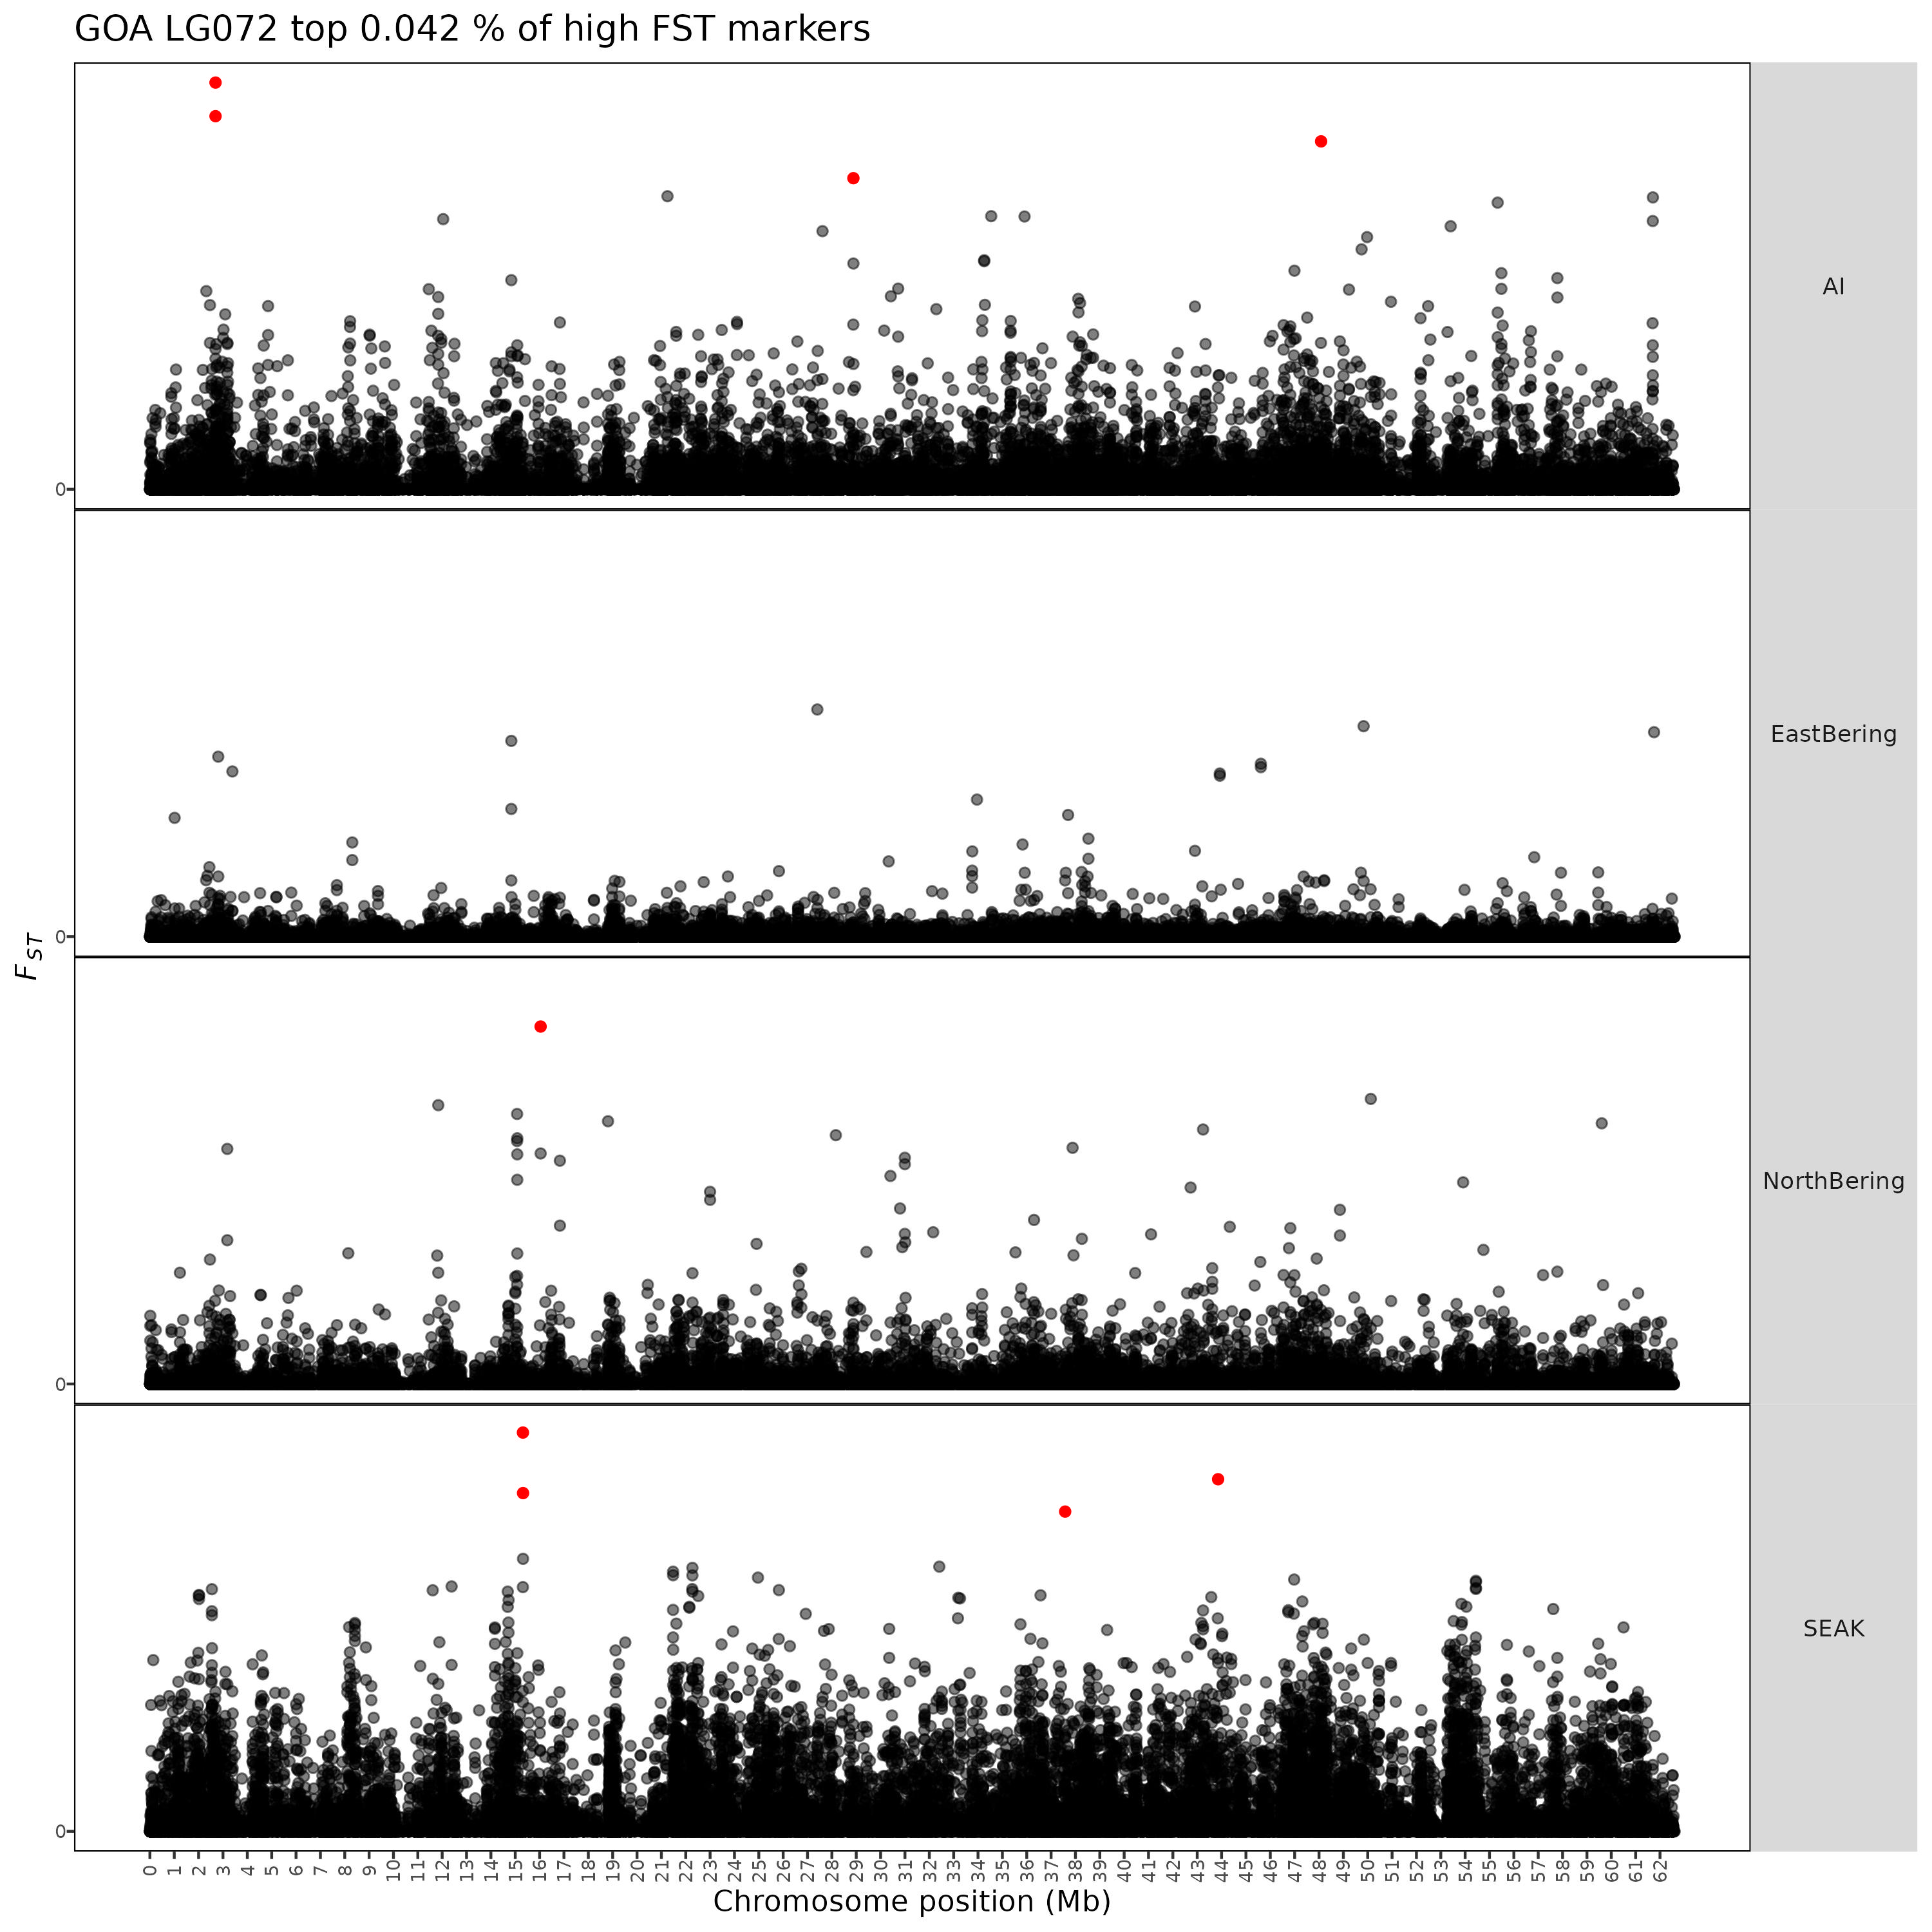 GOA LG072 top 0.042 % of high FST markers
AI
0
EastBering
0
FST
NorthBering
0
SEAK
0
0 1 2 3 4 5 6 7 8 9 10 11 12 13 14 15 16 17 18 19 20 21 22 23 24 25 26 27 28 29 30 31 32 33 34 35 36 37 38 39 40 41 42 43 44 45 46 47 48 49 50 51 52 53 54 55 56 57 58 59 60 61 62
Chromosome position (Mb)